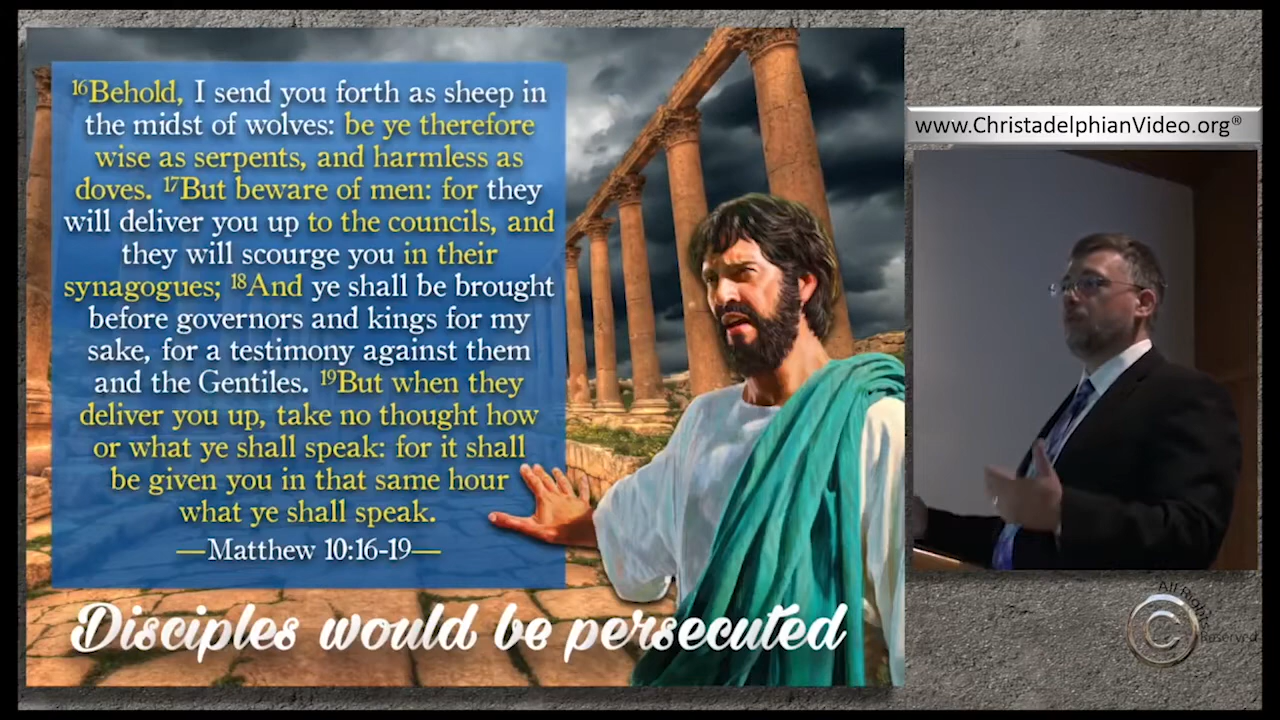 ¹⁶Behold, I send you forth as sheep in
the midst of wolves: be ye therefore
wise as serpents, and harmless as
doves. ¹⁷But beware of men: for they
will deliver you up to the councils, and
they will scourge you in their
synagogues; ¹⁸And ye shall be brought
before governors and kings for my
sake, for a testimony against them
and the Gentiles. ¹⁹But when they
deliver you up, take no thought how
or what ye shall speak: for it shall
be given you in that same hour
what ye shall speak.
—Matthew 10:16-19—
Disciples would be persecuted
www.ChristadelphianVideo.org®
All Rights
C
Reserved